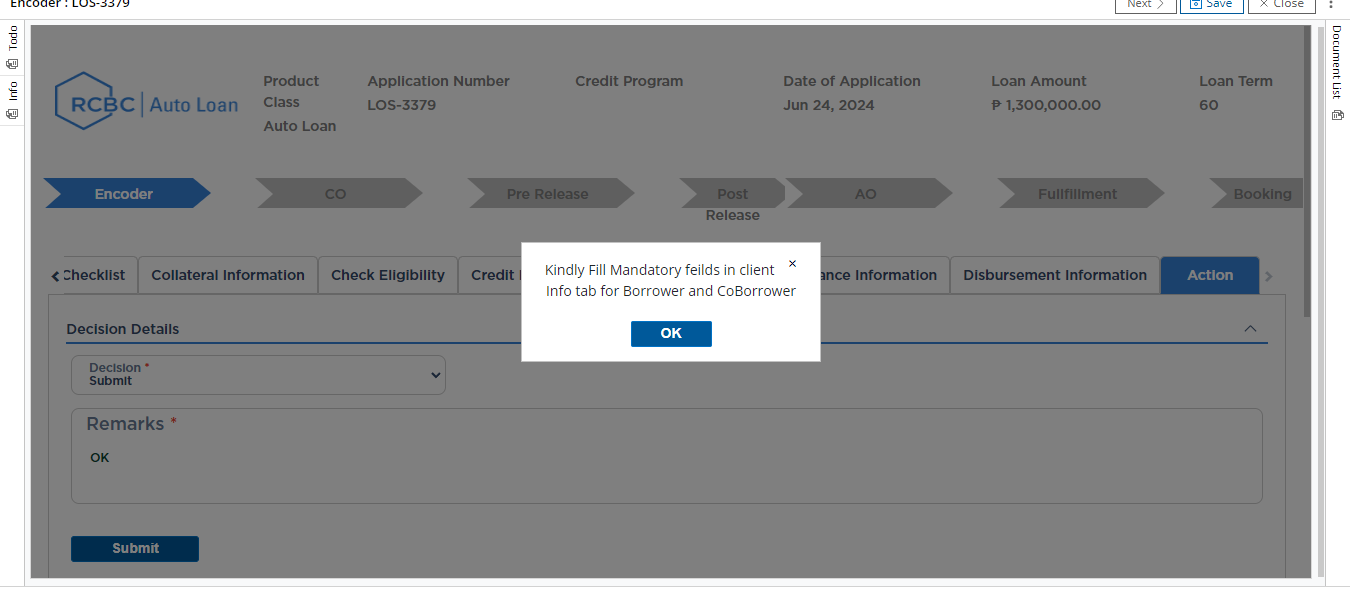 Encoder : LOS-3379
Next
Save
× Close
Todo
Info
Document List
RCBC | Auto Loan
Product Class
Auto Loan
Application Number
LOS-3379
Credit Program
Date of Application
Jun 24, 2024
Loan Amount
₱ 1,300,000.00
Loan Term
60
Encoder
CO
Pre Release
Post
Release
AO
Fullfillment
Booking
Checklist
Collateral Information
Check Eligibility
Credit
ance Information
Disbursement Information
Action
Kindly Fill Mandatory feilds in client
Info tab for Borrower and CoBorrower
×
OK
Decision Details
Decision *
Submit
Remarks *
OK
Submit